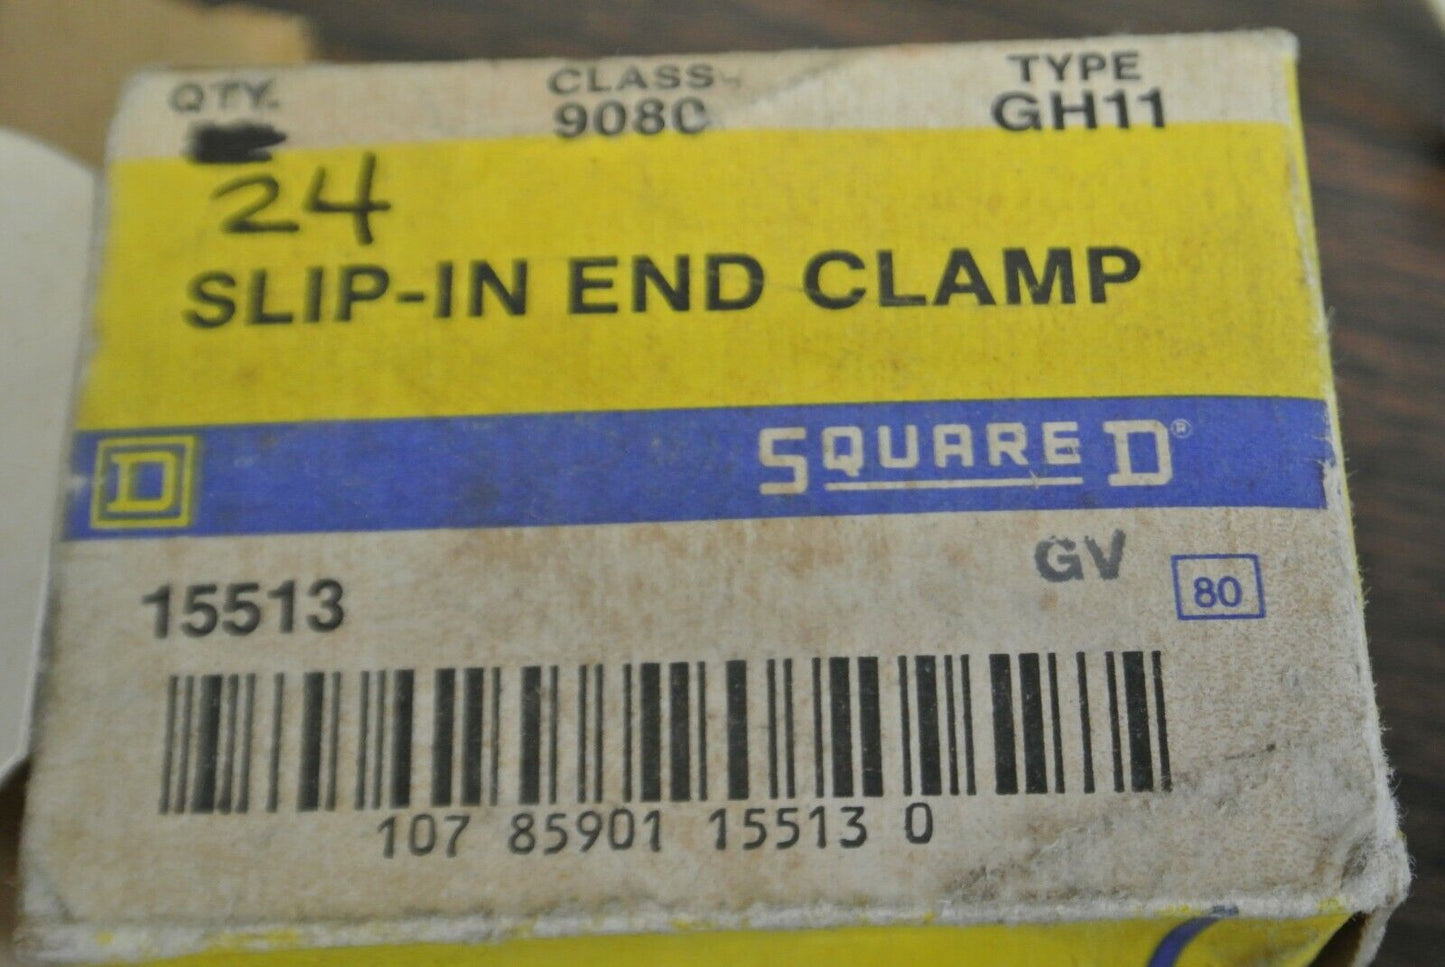 QTY. CLASS TYPE
9080 GH11
24
SLIP-IN END CLAMP
D SQUARE D®
GV
80
15513
107 85901 15513 0